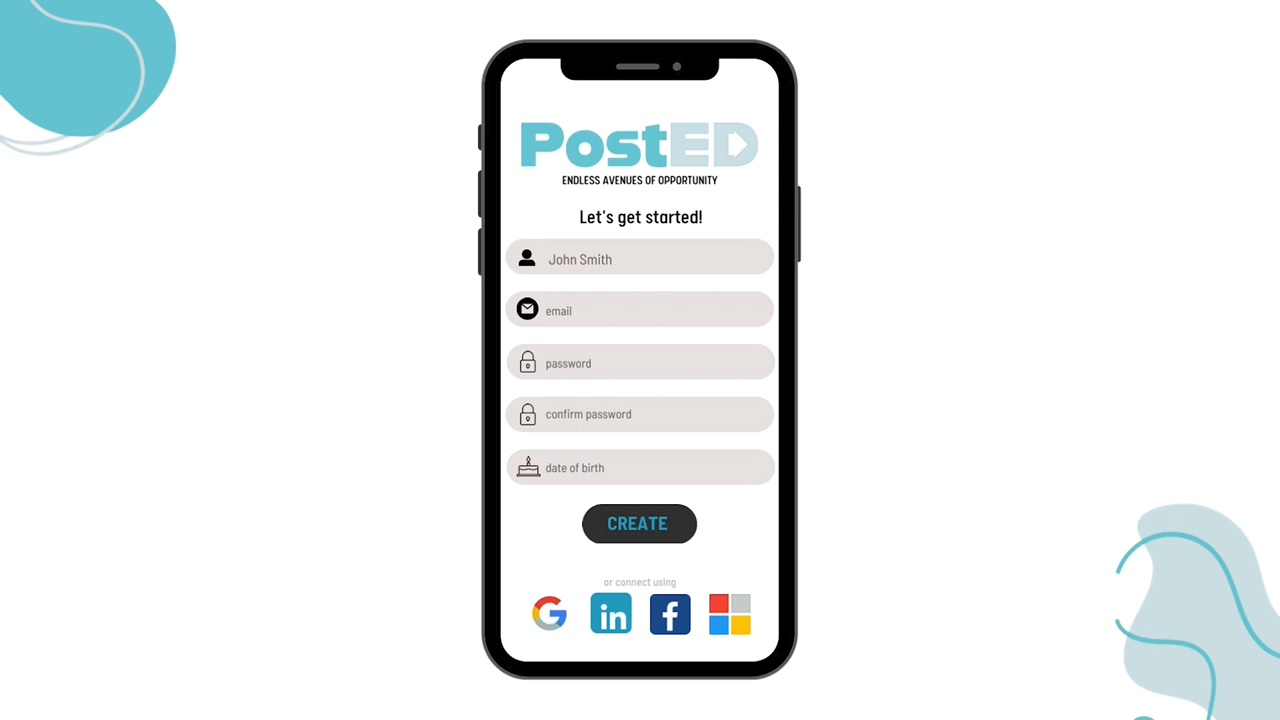 PostED
ENDLESS AVENUES OF OPPORTUNITY
Let's get started!
John Smith
email
password
confirm password
date of birth
CREATE
or connect using
G
in
f